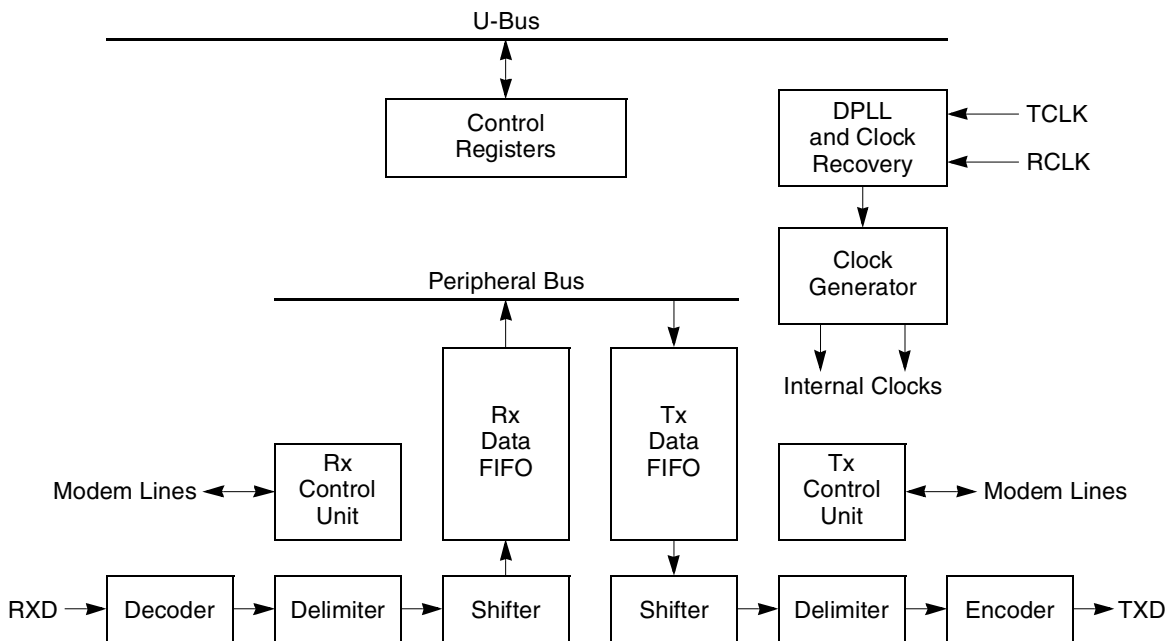 U-Bus
Control
Registers
DPLL
and Clock
Recovery
TCLK
RCLK
Clock
Generator
Internal Clocks
Peripheral Bus
Rx
Data
FIFO
Tx
Data
FIFO
Modem Lines
Rx
Control
Unit
Tx
Control
Unit
Modem Lines
RXD
Decoder
Delimiter
Shifter
Shifter
Delimiter
Encoder
TXD